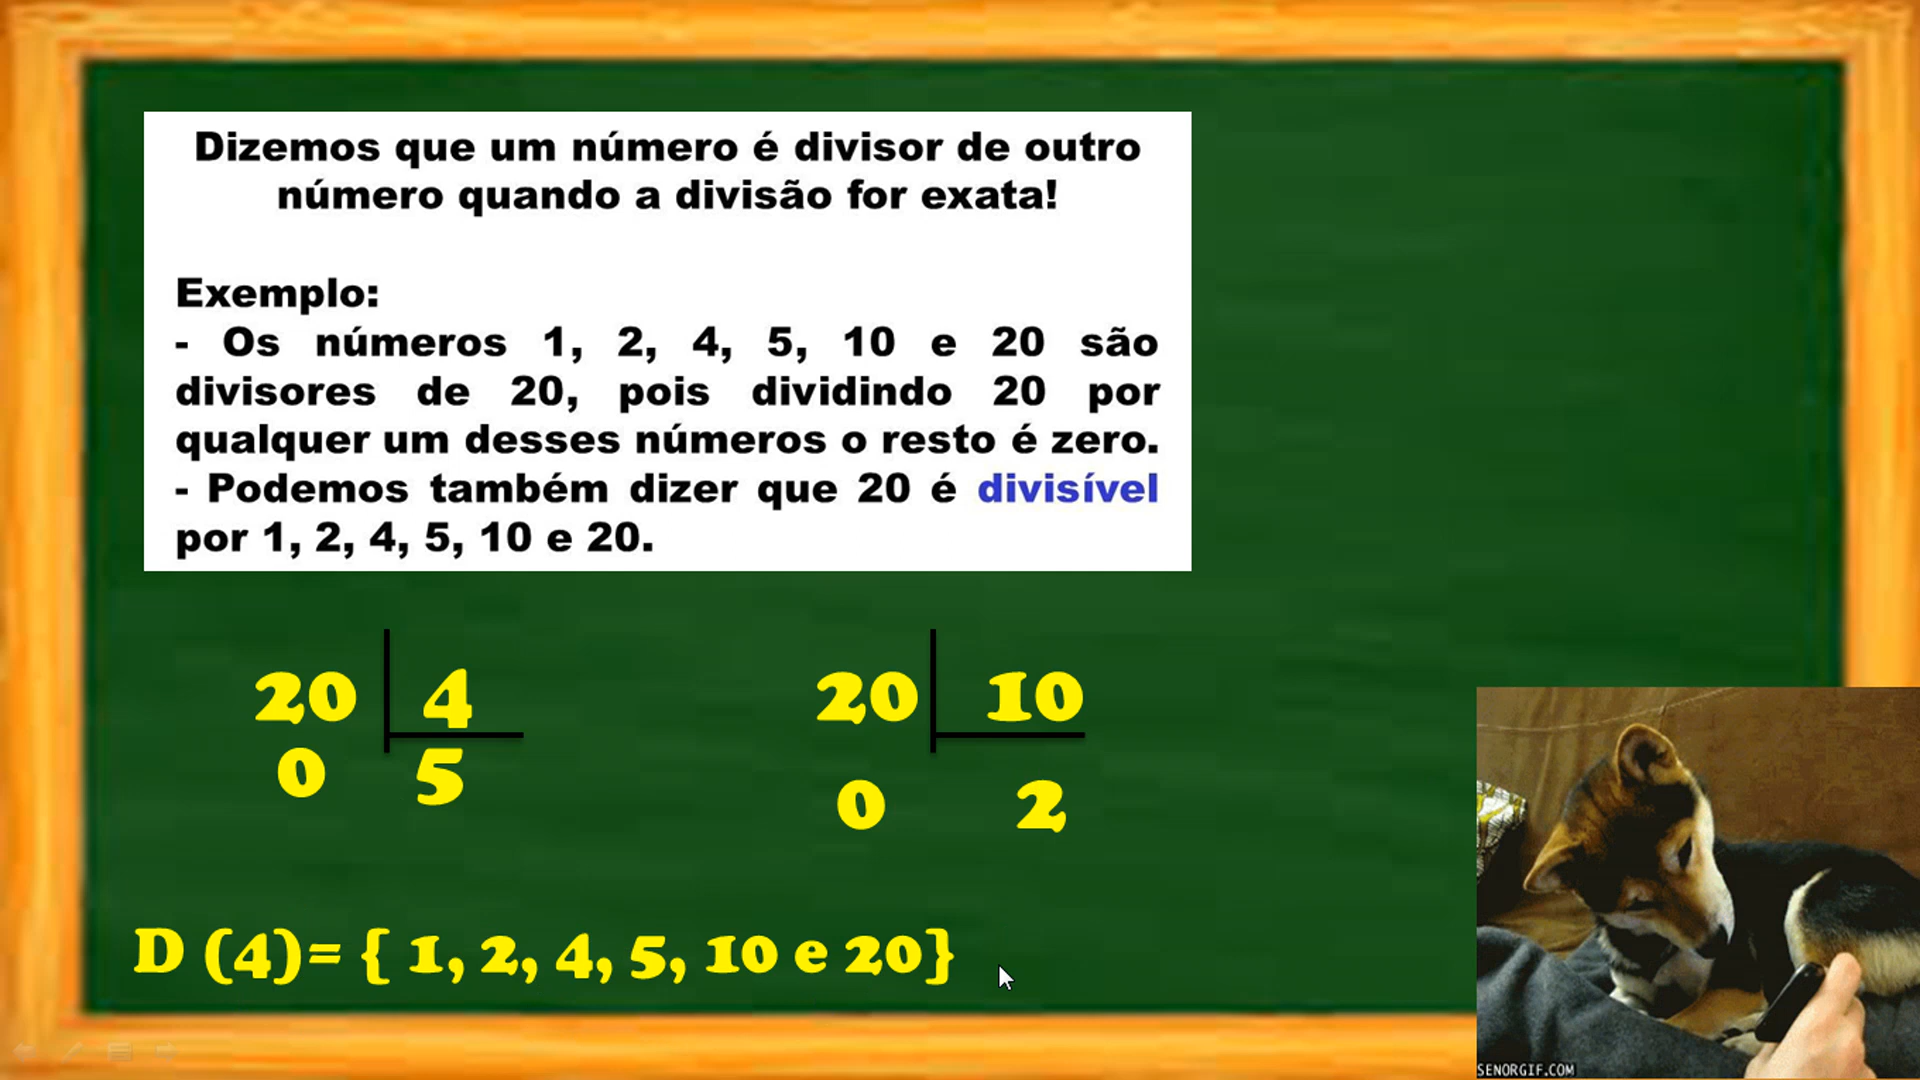 Dizemos que um número é divisor de outro
número quando a divisão for exata!
Exemplo:
- Os números 1, 2, 4, 5, 10 e 20 são
divisores de 20, pois dividindo 20 por
qualquer um desses números o resto é zero.
- Podemos também dizer que 20 é divisível
por 1, 2, 4, 5, 10 e 20.
20 4
0 5
20 10
0 2
D (4)= { 1, 2, 4, 5, 10 e 20}
SENORGIF.COM